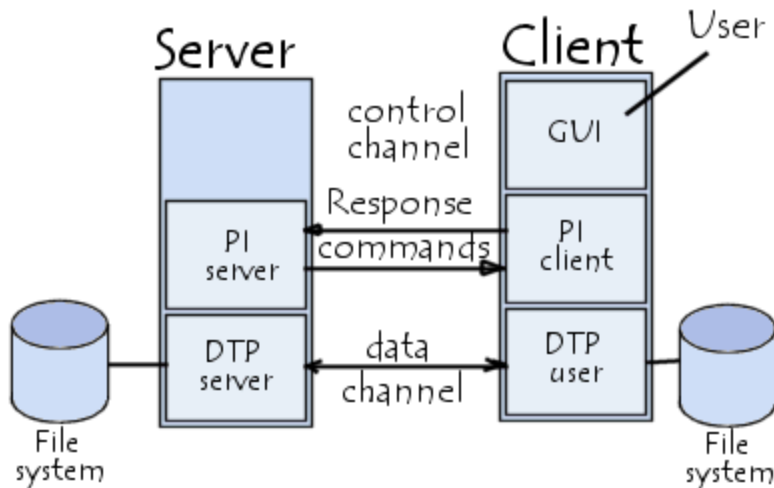 Server
Client
User
control
channel
GUI
Response
commands
PI
server
PI
client
DTP
server
data
channel
DTP
user
File
system
File
system